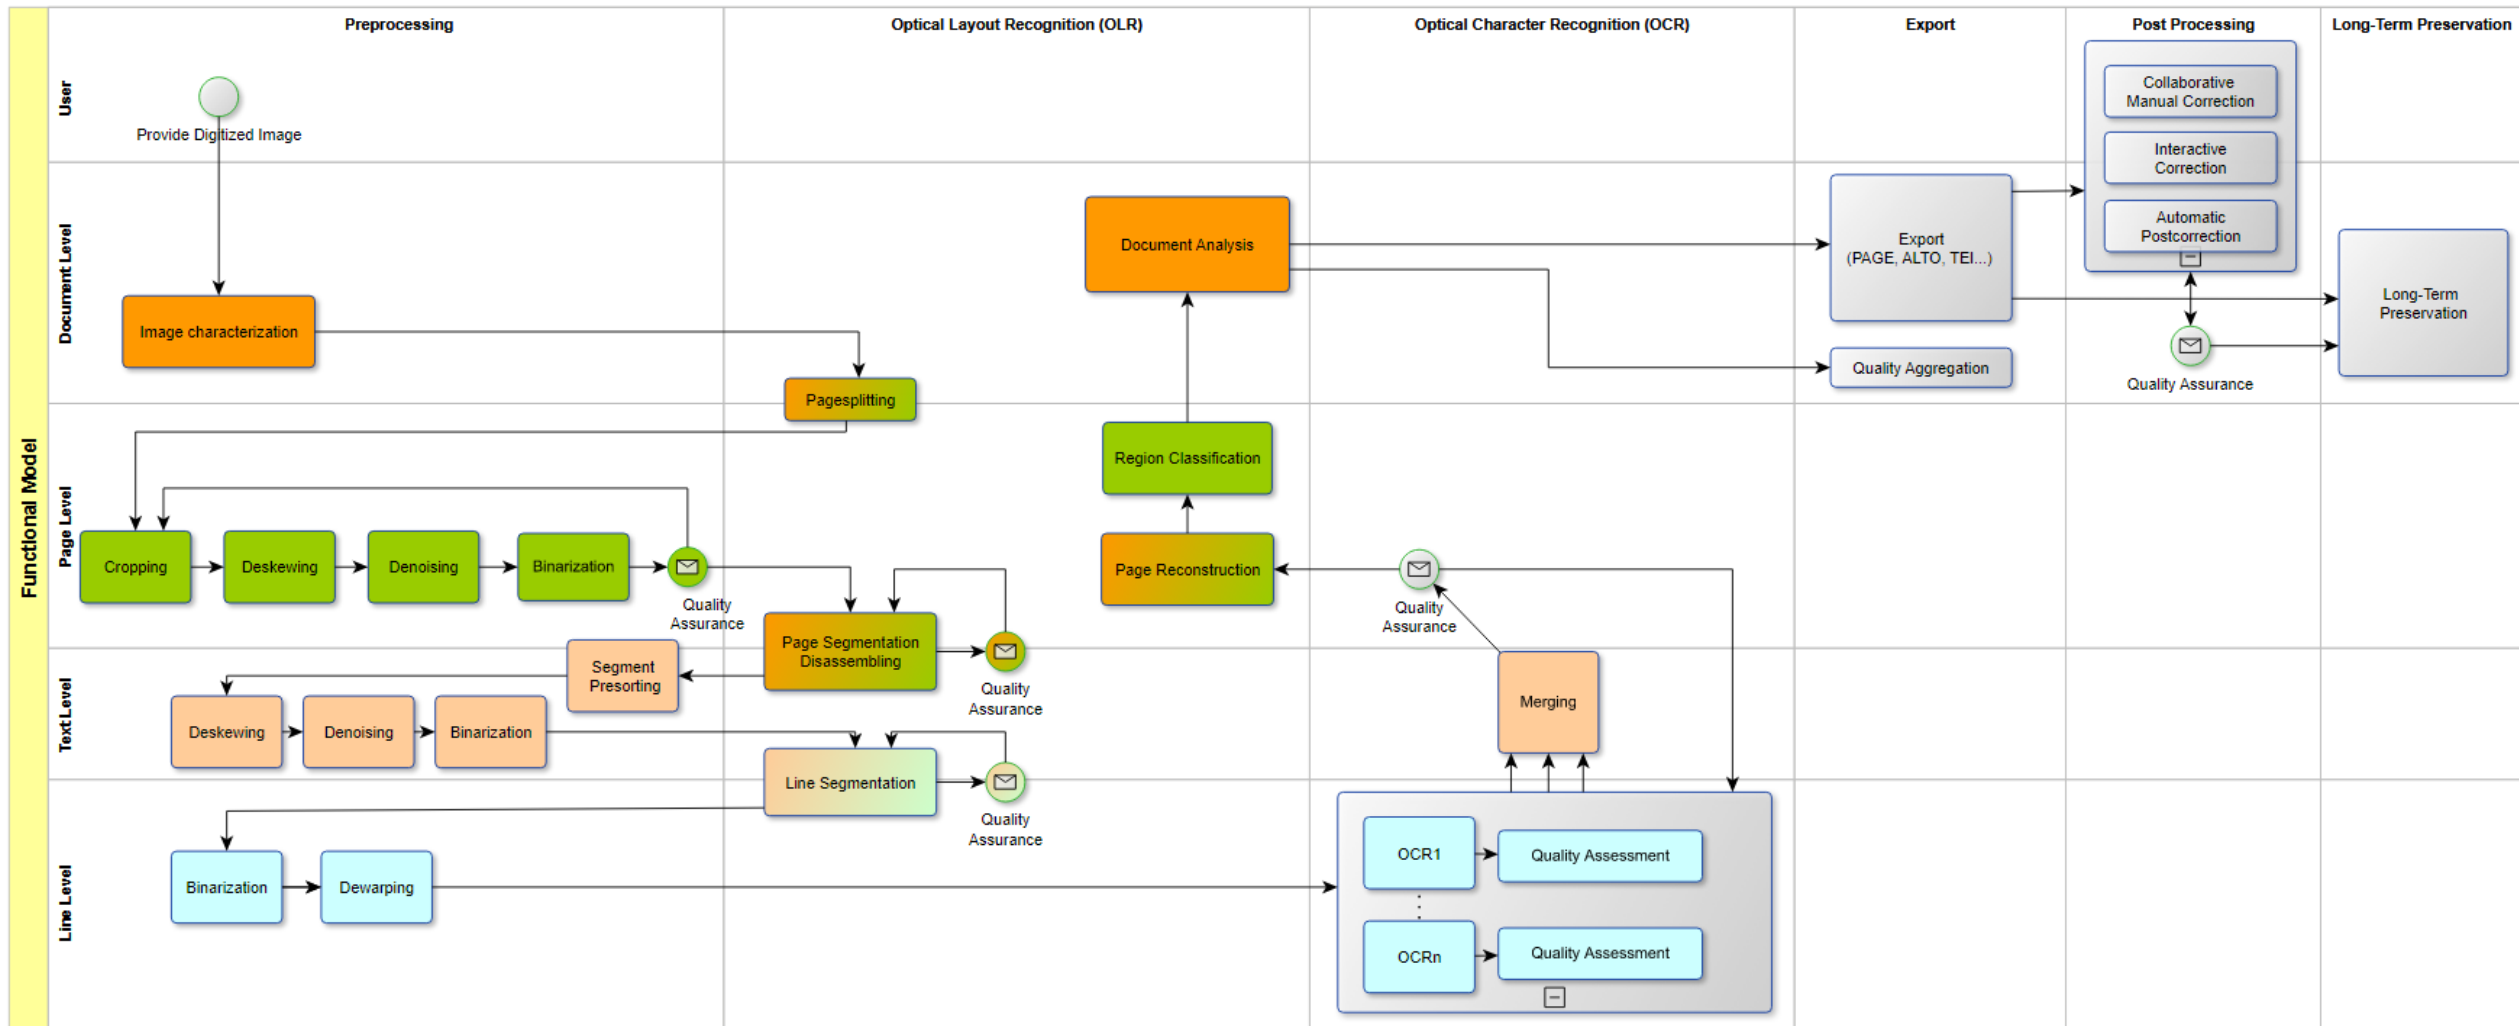 Functional Model
Preprocessing
Optical Layout Recognition (OLR)
Optical Character Recognition (OCR)
Export
Post Processing
Long-Term Preservation
User
Provide Digitized Image
Collaborative
Manual Correction
Interactive
Correction
Automatic
Postcorrection
Document Level
Image characterization
Pagesplitting
Document Analysis
Export
(PAGE, ALTO, TEI...)
Quality Aggregation
Quality Assurance
Long-Term
Preservation
Page Level
Cropping
Deskewing
Denoising
Binarization
Quality
Assurance
Page Segmentation
Disassembling
Quality
Assurance
Region Classification
Page Reconstruction
Quality
Assurance
Text Level
Segment
Presorting
Deskewing
Denoising
Binarization
Line Segmentation
Quality
Assurance
Merging
Line Level
Binarization
Dewarping
OCR1
Quality Assessment
OCRn
Quality Assessment